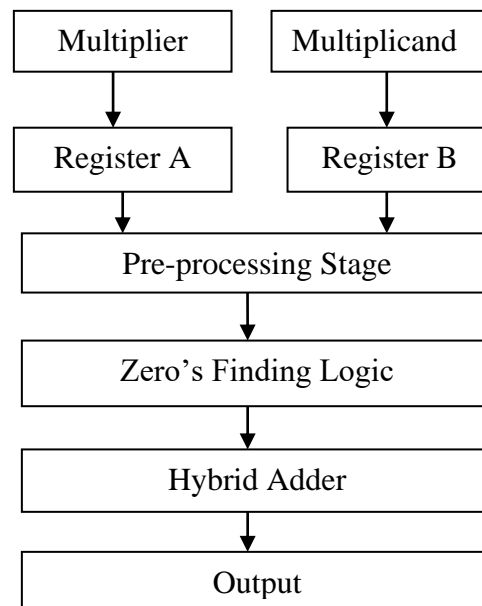 Multiplier
Multiplicand
Register A
Register B
Pre-processing Stage
Zero’s Finding Logic
Hybrid Adder
Output